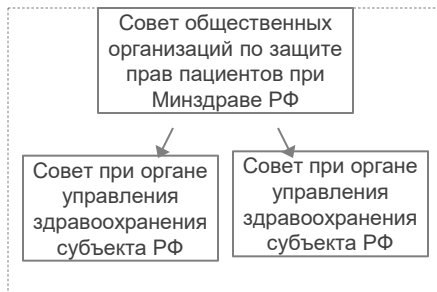 Совет общественных
организаций по защите
прав пациентов при
Минздраве РФ
Совет при органе
управления
здравоохранения
субъекта РФ
Совет при органе
управления
здравоохранения
субъекта РФ